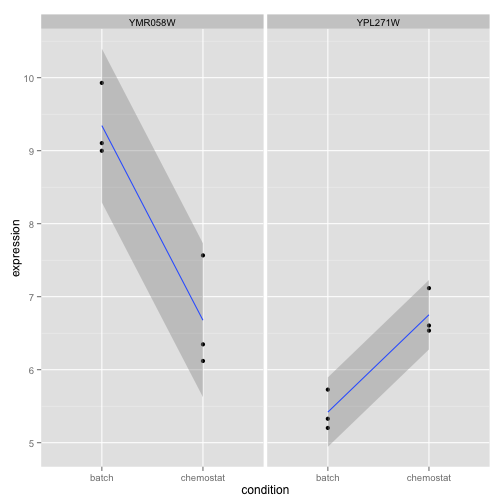 YMR058W YPL271W
expression
10
9
8
7
6
5
batch chemostat batch chemostat
condition